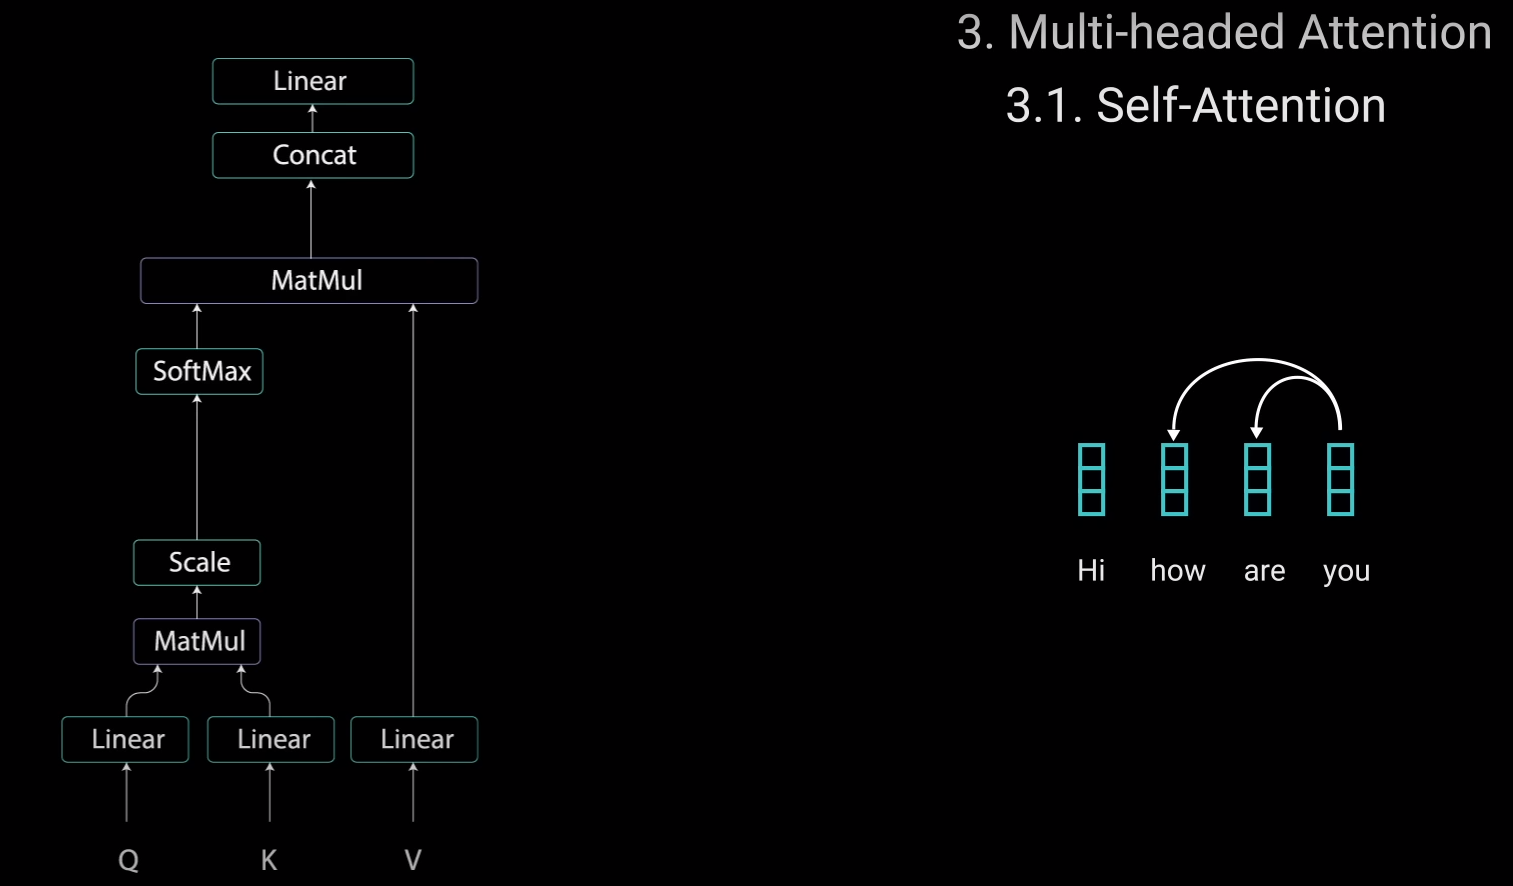 3. Multi-headed Attention
3.1. Self-Attention
Linear
Concat
MatMul
SoftMax
Scale
MatMul
Linear Linear Linear
Q K V
Hi how are you